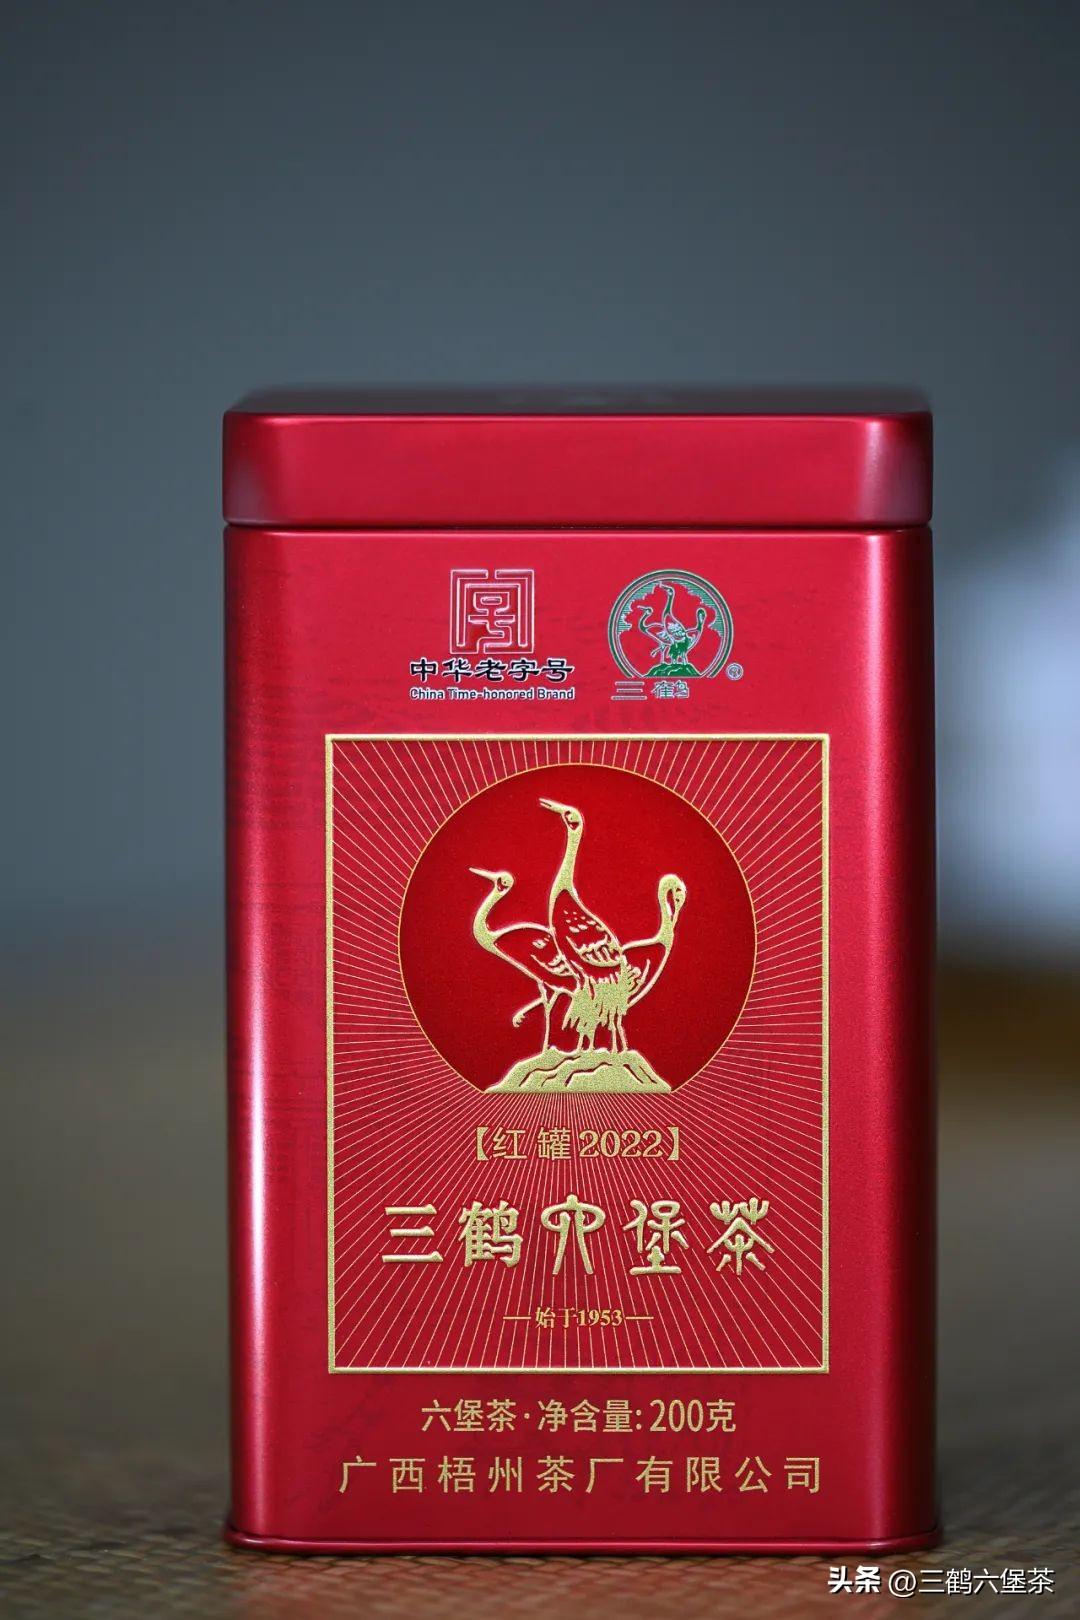 中华老字号
China Time-honored Brand
三鹤®
【红罐2022】
三鹤六堡茶
—始于1953—
六堡茶·净含量:200克
广西梧州茶厂有限公司
头条 @三鹤六堡茶